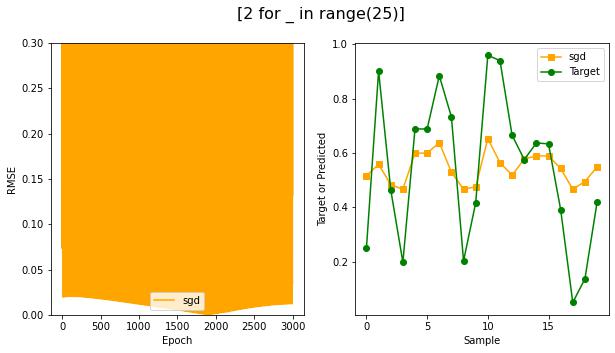 [2 for _ in range(25)]
0.30
0.25
0.20
0.15
0.10
0.05
0.00
RMSE
0 500 1000 1500 2000 2500 3000
Epoch
sgd
1.0
0.8
0.6
0.4
0.2
Target or Predicted
0 5 10 15
Sample
sgd
Target